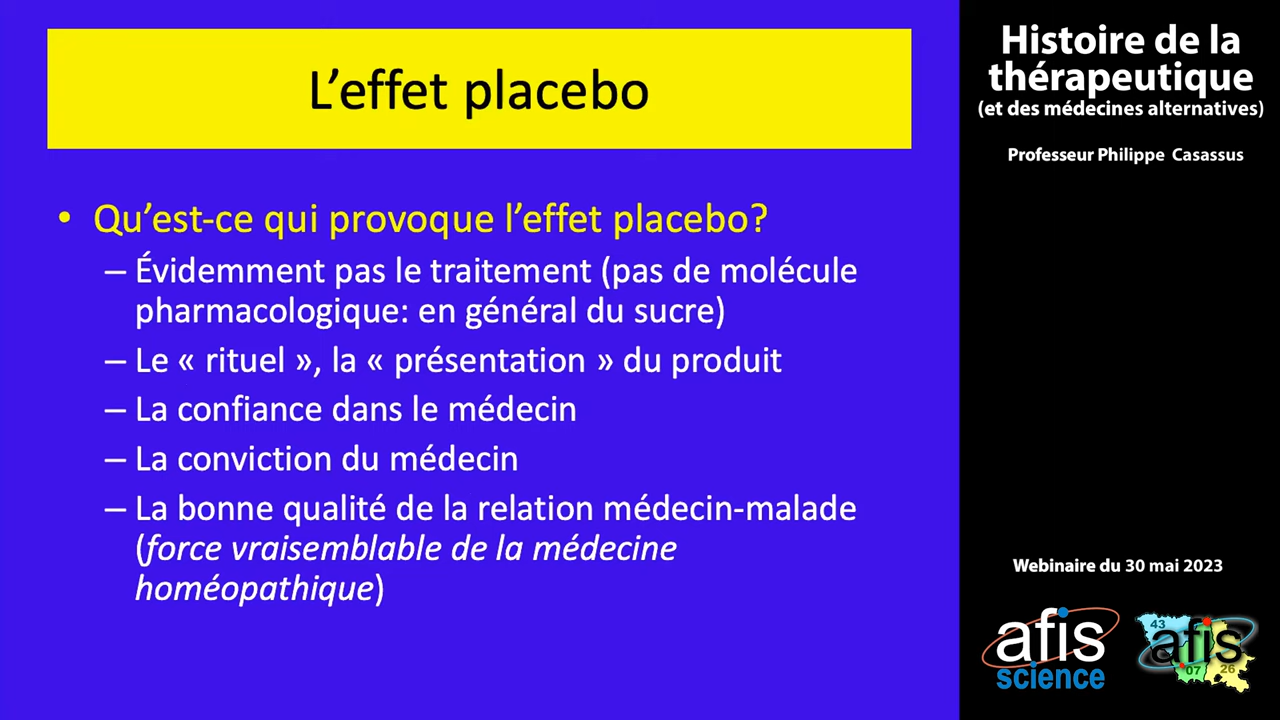 L’effet placebo
• Qu’est-ce qui provoque l’effet placebo?
– Évidemment pas le traitement (pas de molécule
pharmacologique: en général du sucre)
– Le « rituel », la « présentation » du produit
– La confiance dans le médecin
– La conviction du médecin
– La bonne qualité de la relation médecin-malade
(force vraisemblable de la médecine
homéopathique)
Histoire de la
thérapeutique
(et des médecines alternatives)
Professeur Philippe Casassus
Webinaire du 30 mai 2023
afis
science
43
afis
07
26